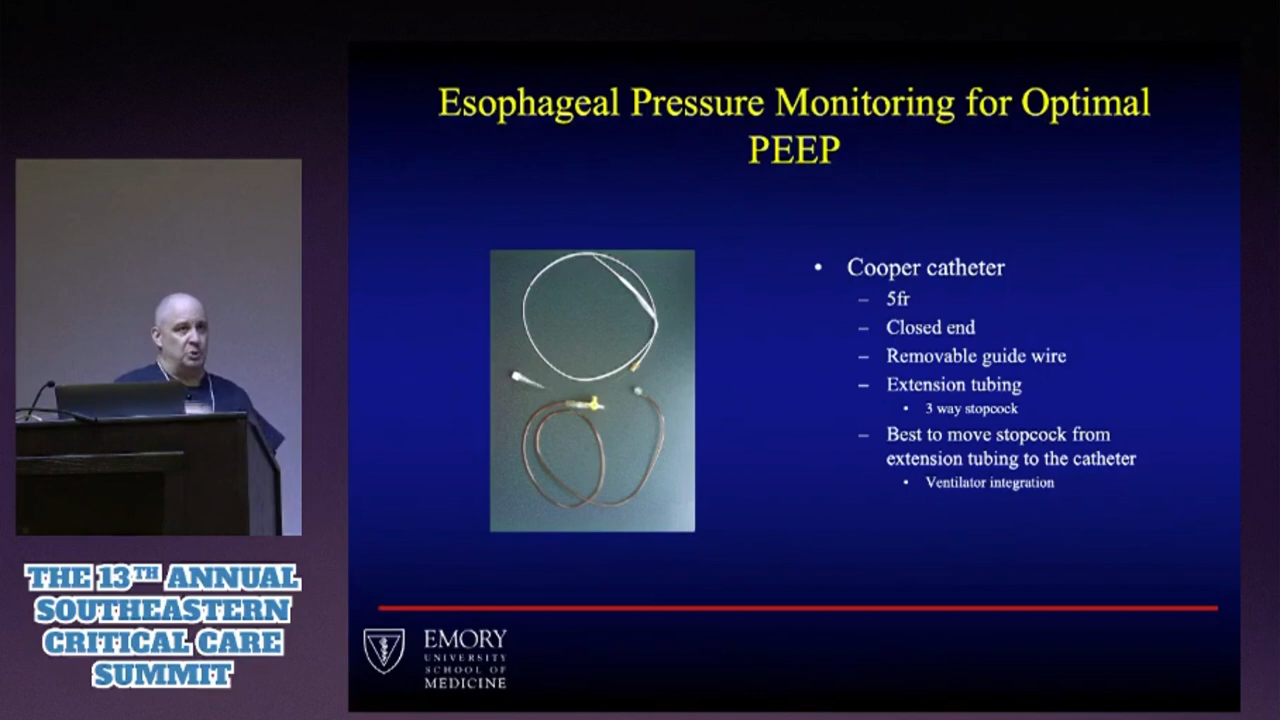 Esophageal Pressure Monitoring for Optimal
PEEP
• Cooper catheter
– 5fr
– Closed end
– Removable guide wire
– Extension tubing
• 3 way stopcock
– Best to move stopcock from
extension tubing to the catheter
• Ventilator integration
THE 13TH ANNUAL
SOUTHEASTERN
CRITICAL CARE
SUMMIT
EMORY
UNIVERSITY
SCHOOL OF
MEDICINE